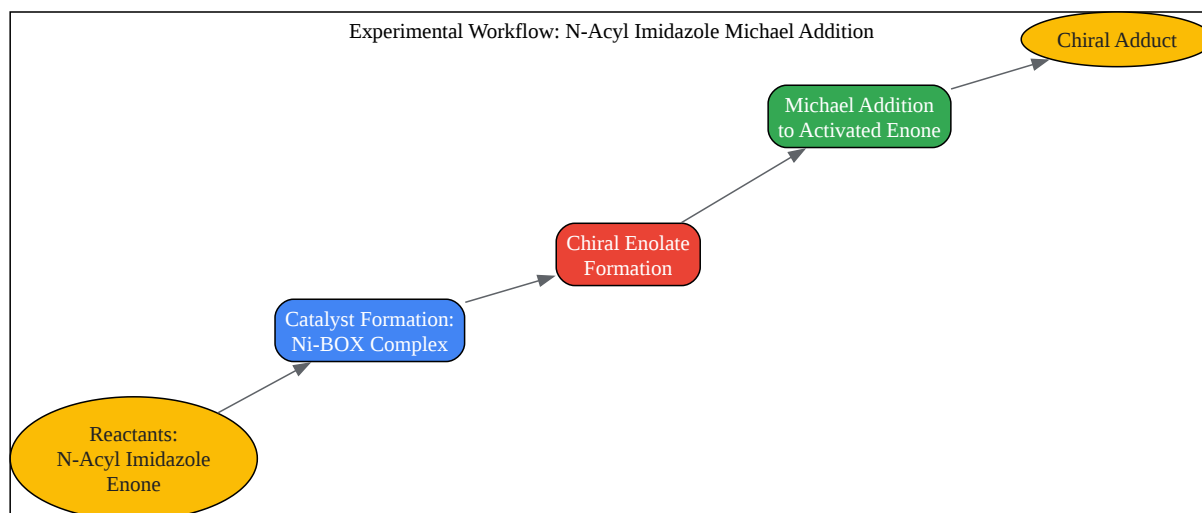 Experimental Workflow: N-Acyl Imidazole Michael Addition
Chiral Adduct
Michael Addition
to Activated Enone
Chiral Enolate
Formation
Catalyst Formation:
Ni-BOX Complex
Reactants:
N-Acyl Imidazole
Enone